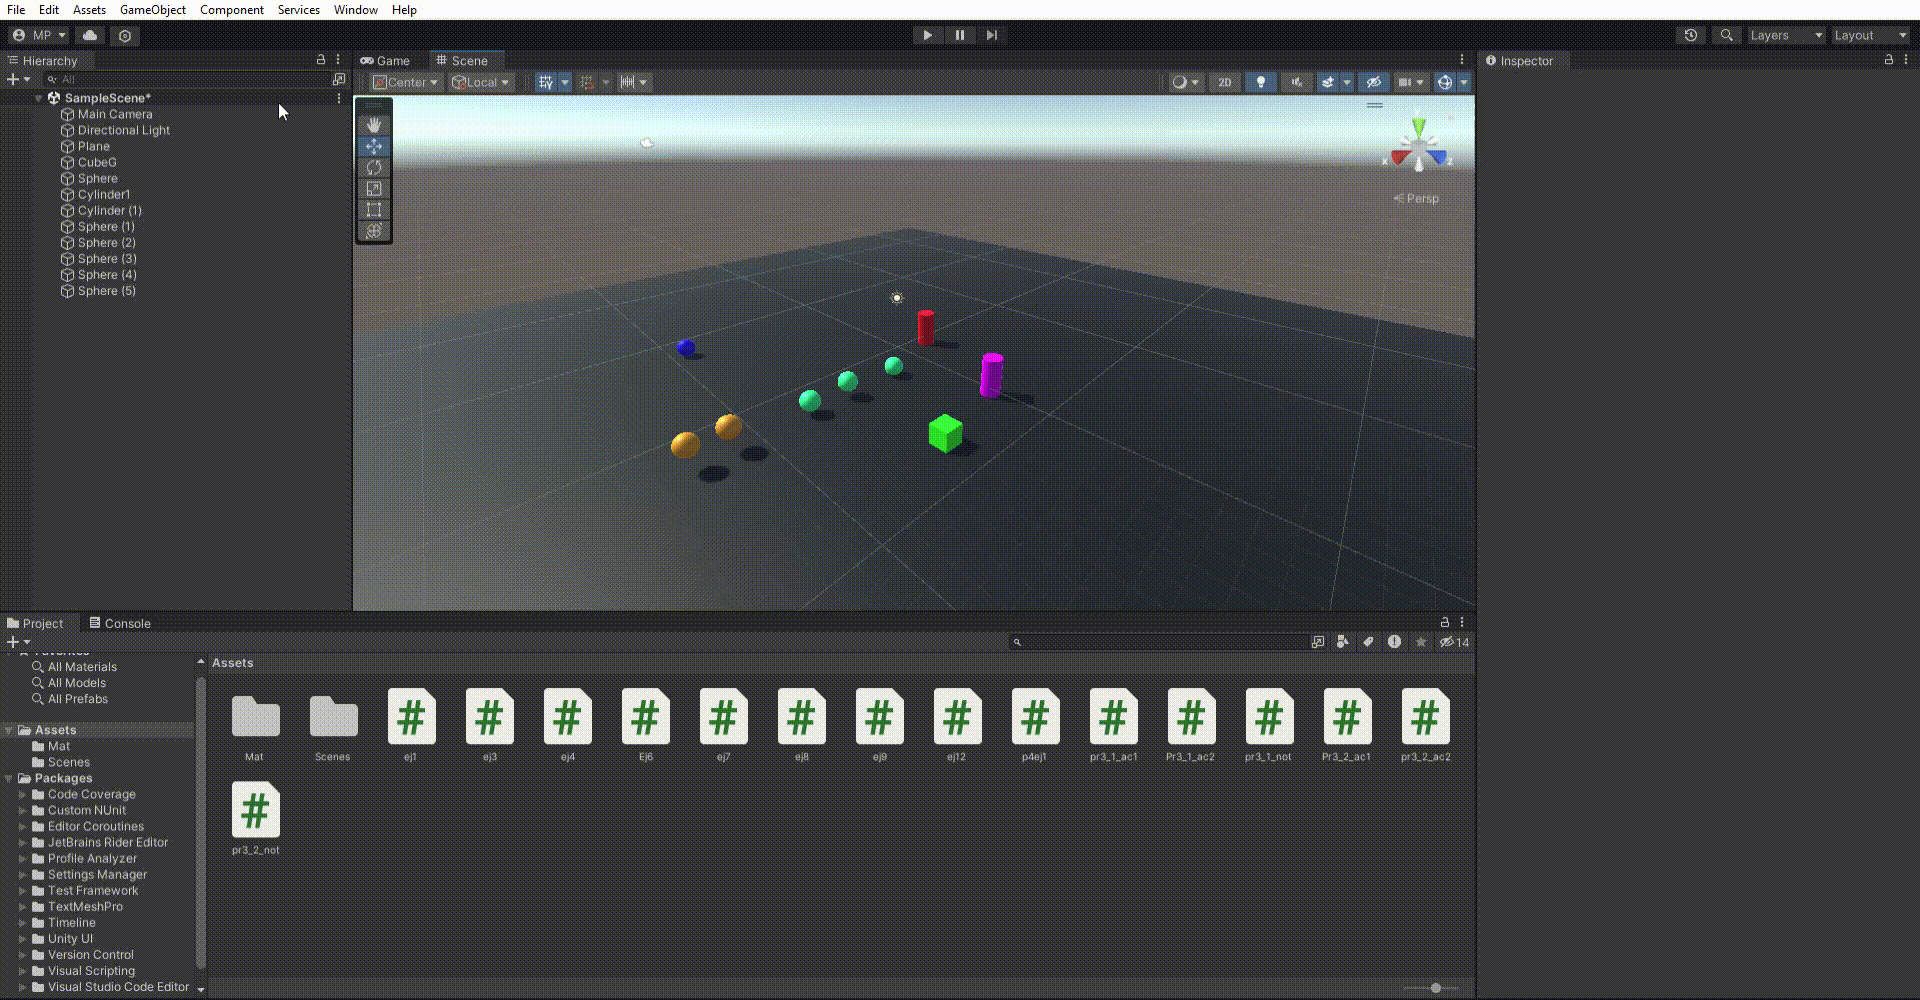 File Edit Assets GameObject Component Services Window Help
MP Layers Layout
Hierarchy
All
SampleScene*
Main Camera
Directional Light
Plane
CubeG
Sphere
Cylinder1
Cylinder (1)
Sphere (1)
Sphere (2)
Sphere (3)
Sphere (4)
Sphere (5)
Game Scene
Center Local 2D
y
x z
Persp
Inspector
Project Console
14
Favorites
All Materials
All Models
All Prefabs
Assets
Mat
Scenes
Packages
Code Coverage
Custom NUnit
Editor Coroutines
JetBrains Rider Editor
Profile Analyzer
Settings Manager
Test Framework
TextMeshPro
Timeline
Unity UI
Version Control
Visual Scripting
Visual Studio Code Editor
Assets
Mat Scenes ej1 ej3 ej4 Ej6 ej7 ej8 ej9 ej12 p4ej1 pr3_1_ac1 Pr3_1_ac2 pr3_1_not Pr3_2_ac1 pr3_2_ac2
pr3_2_not